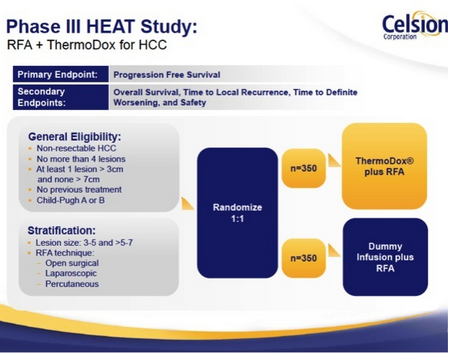 Phase III HEAT Study:
RFA + ThermoDox for HCC
Celsion
Corporation
Primary Endpoint: Progression Free Survival
Secondary Endpoints: Overall Survival, Time to Local Recurrence, Time to Definite
Worsening, and Safety
General Eligibility:
• Non-resectable HCC
• No more than 4 lesions
• At least 1 lesion > 3cm
and none > 7cm
• No previous treatment
• Child-Pugh A or B
Stratification:
• Lesion size: 3-5 and >5-7
• RFA technique:
– Open surgical
– Laparoscopic
– Percutaneous
Randomize
1:1
n=350
ThermoDox®
plus RFA
n=350
Dummy
Infusion plus
RFA